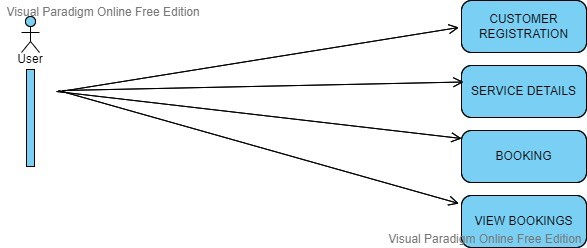 Visual Paradigm Online Free Edition
User
CUSTOMER
REGISTRATION
SERVICE DETAILS
BOOKING
VIEW BOOKINGS
Visual Paradigm Online Free Edition